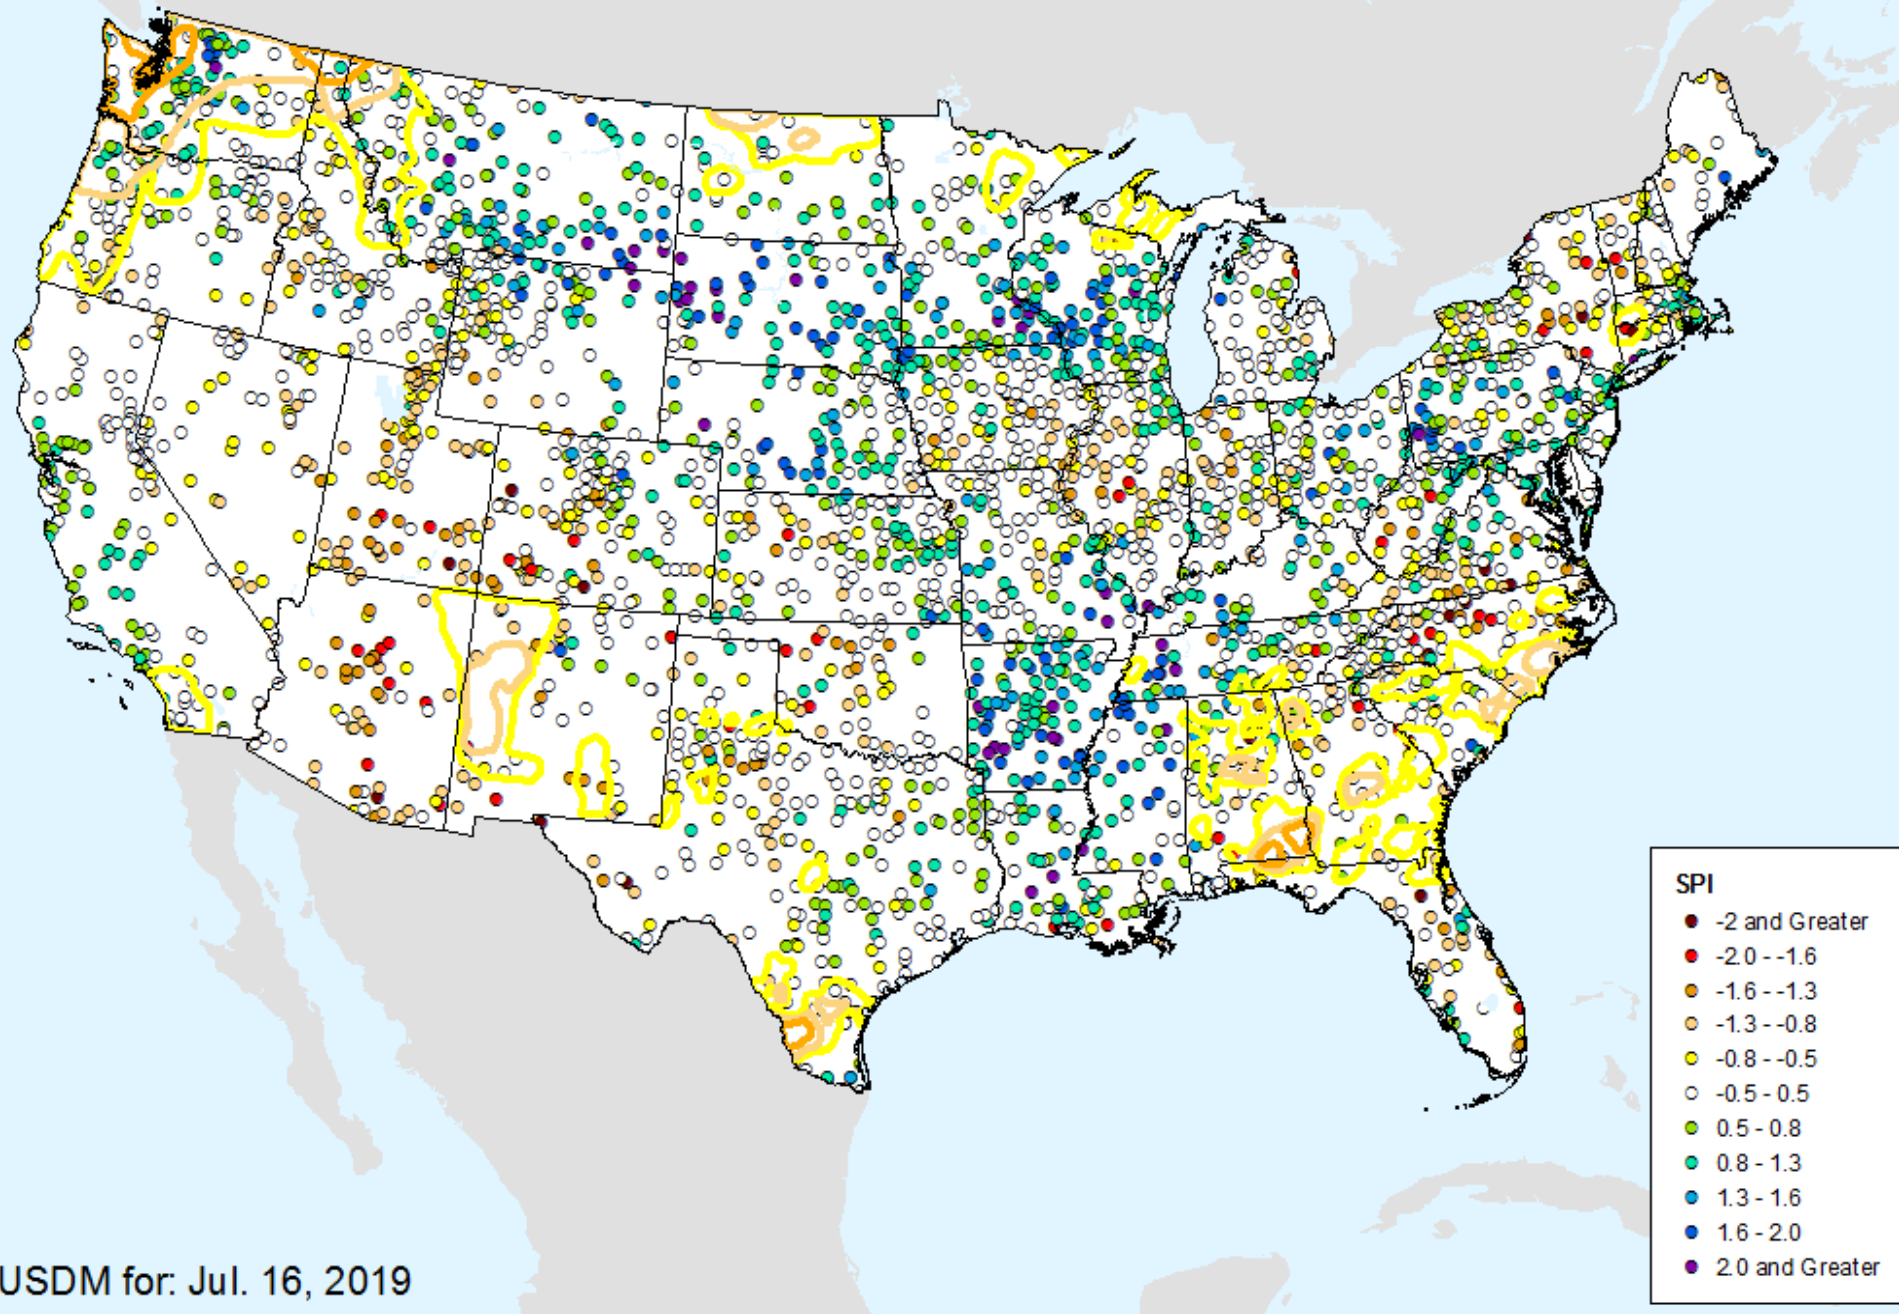 SPI
-2 and Greater
-2.0 - -1.6
-1.6 - -1.3
-1.3 - -0.8
-0.8 - -0.5
-0.5 - 0.5
0.5 - 0.8
0.8 - 1.3
1.3 - 1.6
1.6 - 2.0
2.0 and Greater
USDM for: Jul. 16, 2019